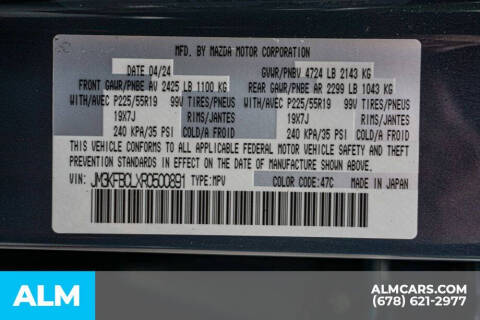 MFD. BY MAZDA MOTOR CORPORATION
DATE 04/24 GVWR/PNBV 4724 LB 2143 KG
FRONT GAWR/PNBE AV 2425 LB 1100 KG REAR GAWR/PNBE AR 2299 LB 1043 KG
WITH/AVEC P225/55R19 99V TIRES/PNEUS WITH/AVEC P225/55R19 99V TIRES/PNEUS
19X7J RIMS/JANTES 19X7J RIMS/JANTES
240 KPA/35 PSI COLD/A FROID 240 KPA/35 PSI COLD/A FROID
THIS VEHICLE CONFORMS TO ALL APPLICABLE FEDERAL MOTOR VEHICLE SAFETY AND THEFT
PREVENTION STANDARDS IN EFFECT ON THE DATE OF MANUFACTURE SHOWN ABOVE.
VIN: JM3KFBCLXR0500891 TYPE:MPV COLOR CODE:47C MADE IN JAPAN
ALM
ALMCARS.COM
(678) 621-2977